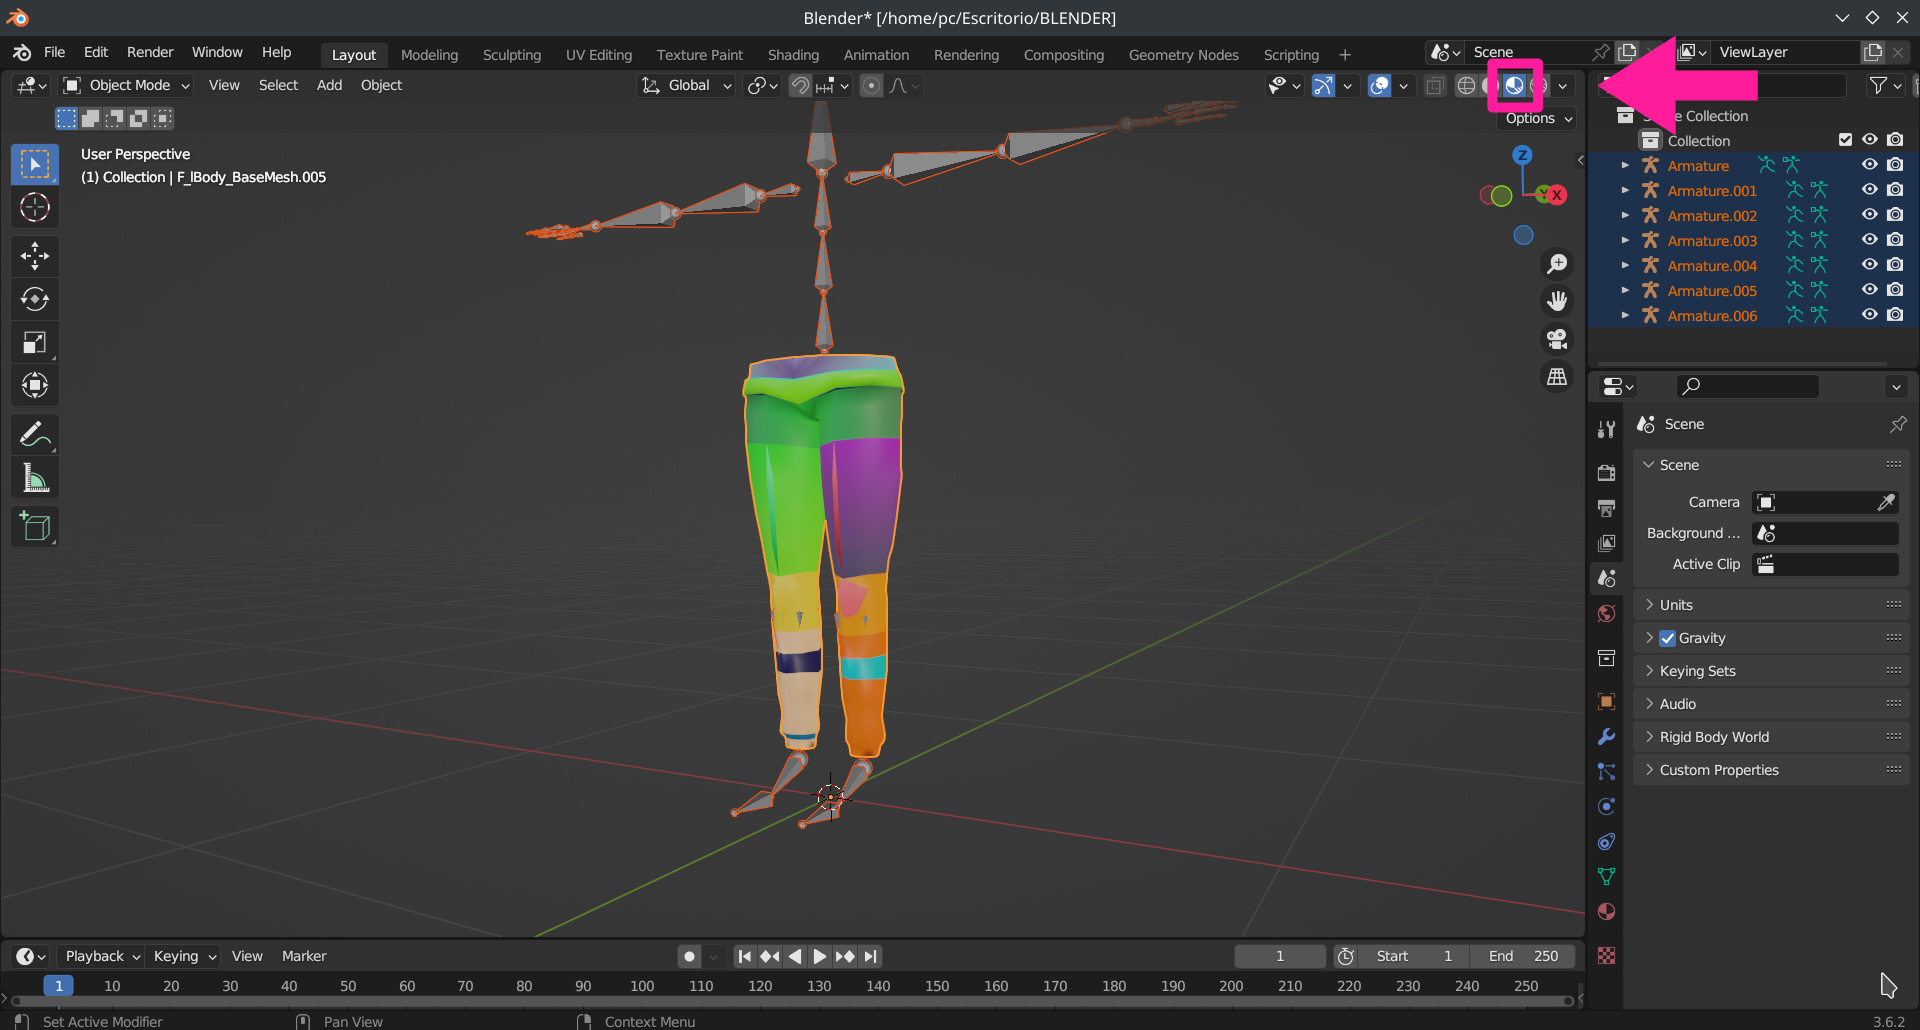 Blender* [/home/pc/Escritorio/BLENDER]
File Edit Render Window Help Layout Modeling Sculpting UV Editing Texture Paint Shading Animation Rendering Compositing Geometry Nodes Scripting + Scene ViewLayer
Object Mode View Select Add Object Global
Options
User Perspective
(1) Collection | F_lBody_BaseMesh.005
Z
X
Collection
Collection
Armature
Armature.001
Armature.002
Armature.003
Armature.004
Armature.005
Armature.006
Scene
Scene
Camera
Background ...
Active Clip
Units
Gravity
Keying Sets
Audio
Rigid Body World
Custom Properties
Playback Keying View Marker 1 Start 1 End 250
1 10 20 30 40 50 60 70 80 90 100 110 120 130 140 150 160 170 180 190 200 210 220 230 240 250
Set Active Modifier Pan View Context Menu 3.6.2